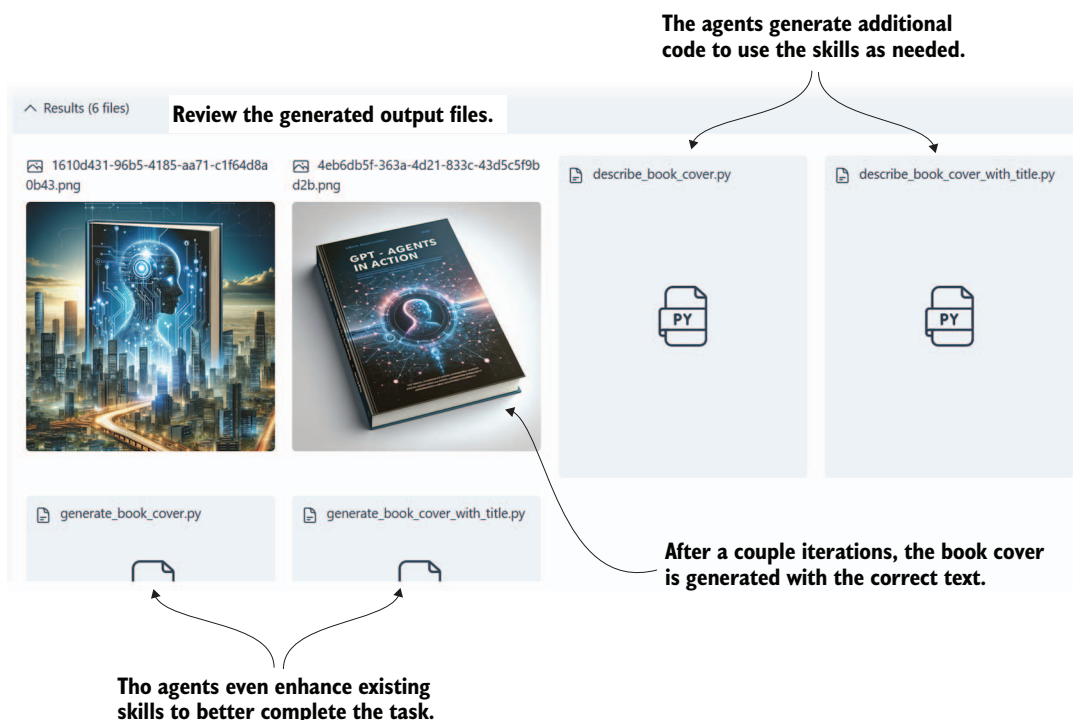 The agents generate additional
code to use the skills as needed.
Results (6 files)
Review the generated output files.
1610d431-96b5-4185-aa71-c1f64d8a
0b43.png
4eb6db5f-363a-4d21-833c-43d5c5f9b
d2b.png
describe_book_cover.py
describe_book_cover_with_title.py
GPT - AGENTS
IN ACTION
PY
PY
generate_book_cover.py
generate_book_cover_with_title.py
After a couple iterations, the book cover
is generated with the correct text.
Tho agents even enhance existing
skills to better complete the task.